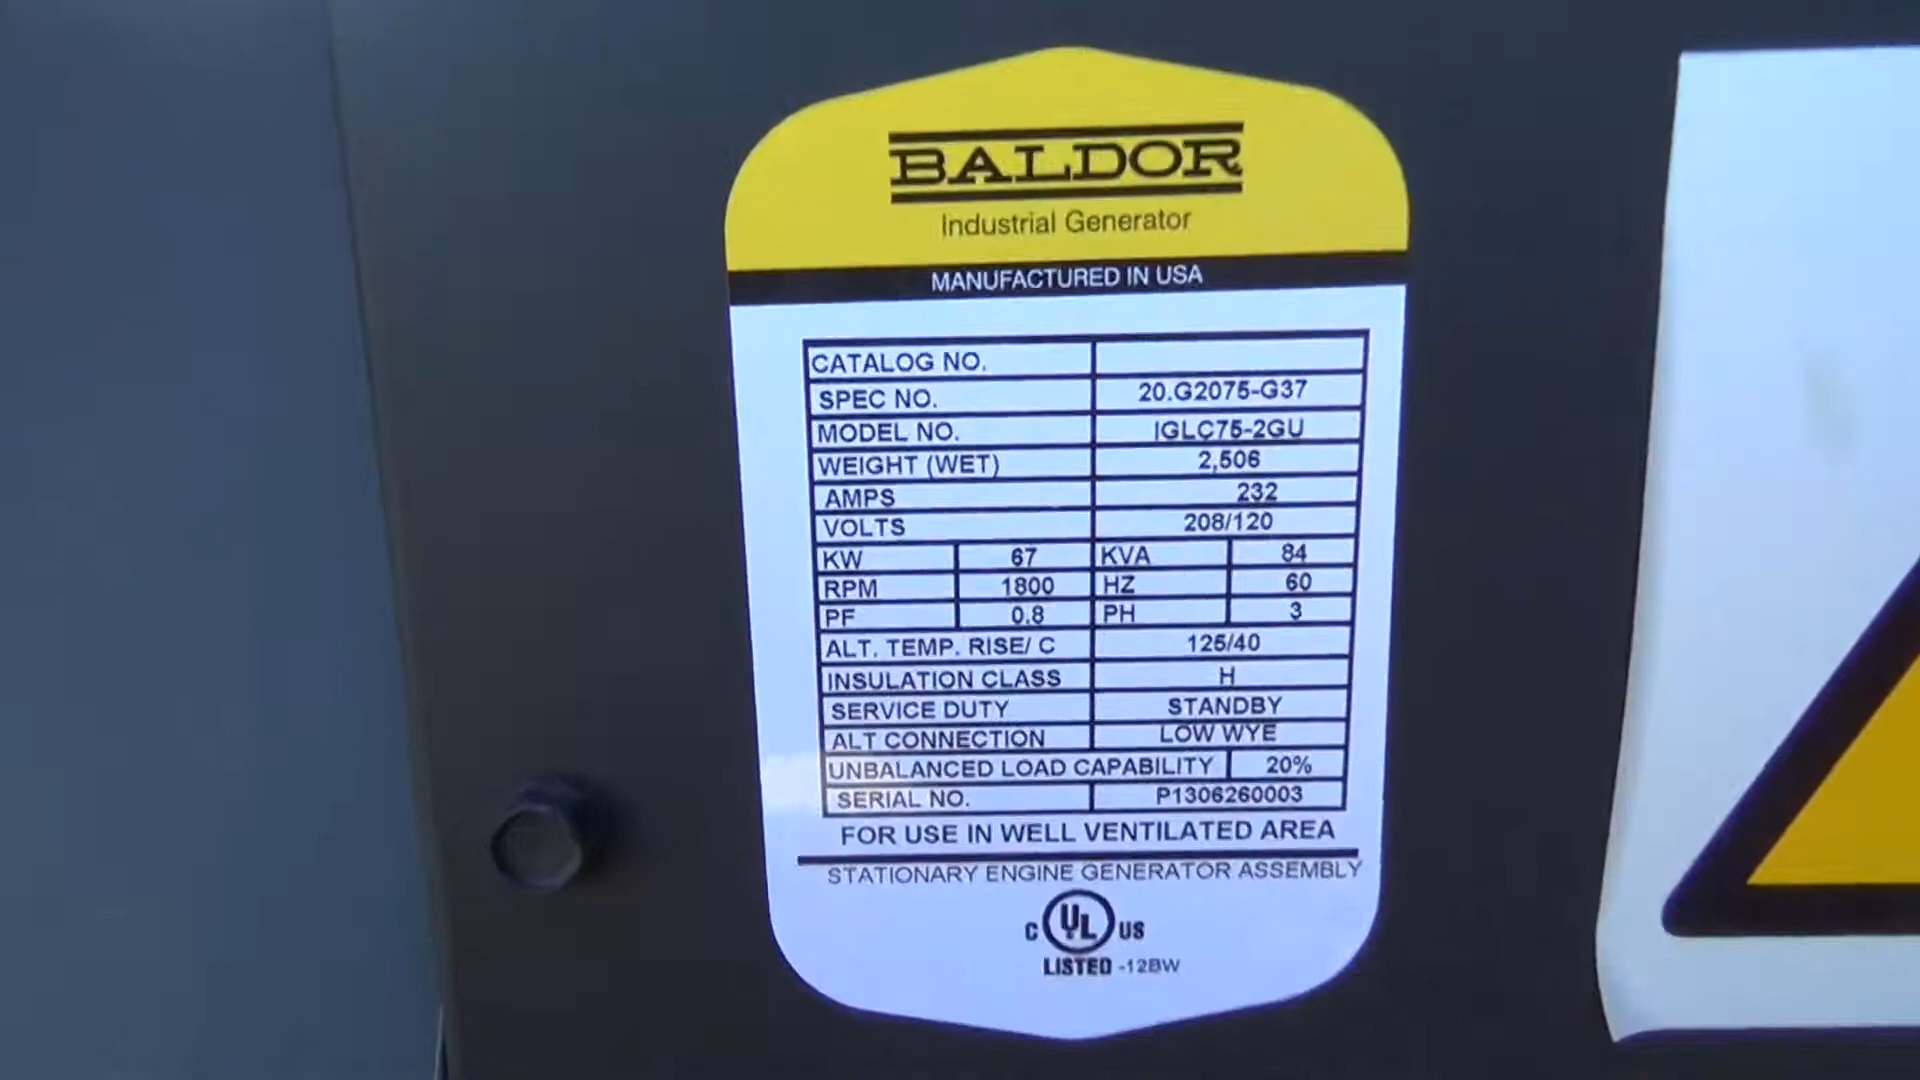 BALDOR
Industrial Generator
MANUFACTURED IN USA
CATALOG NO.
SPEC NO. 20.G2075-G37
MODEL NO. IGLC75-2GU
WEIGHT (WET) 2,506
AMPS 232
VOLTS 208/120
KW 67 KVA 84
RPM 1800 HZ 60
PF 0.8 PH 3
ALT. TEMP. RISE/ C 125/40
INSULATION CLASS H
SERVICE DUTY STANDBY
ALT CONNECTION LOW WYE
UNBALANCED LOAD CAPABILITY 20%
SERIAL NO. P1306260003
FOR USE IN WELL VENTILATED AREA
STATIONARY ENGINE GENERATOR ASSEMBLY
C UL US
LISTED -12BW